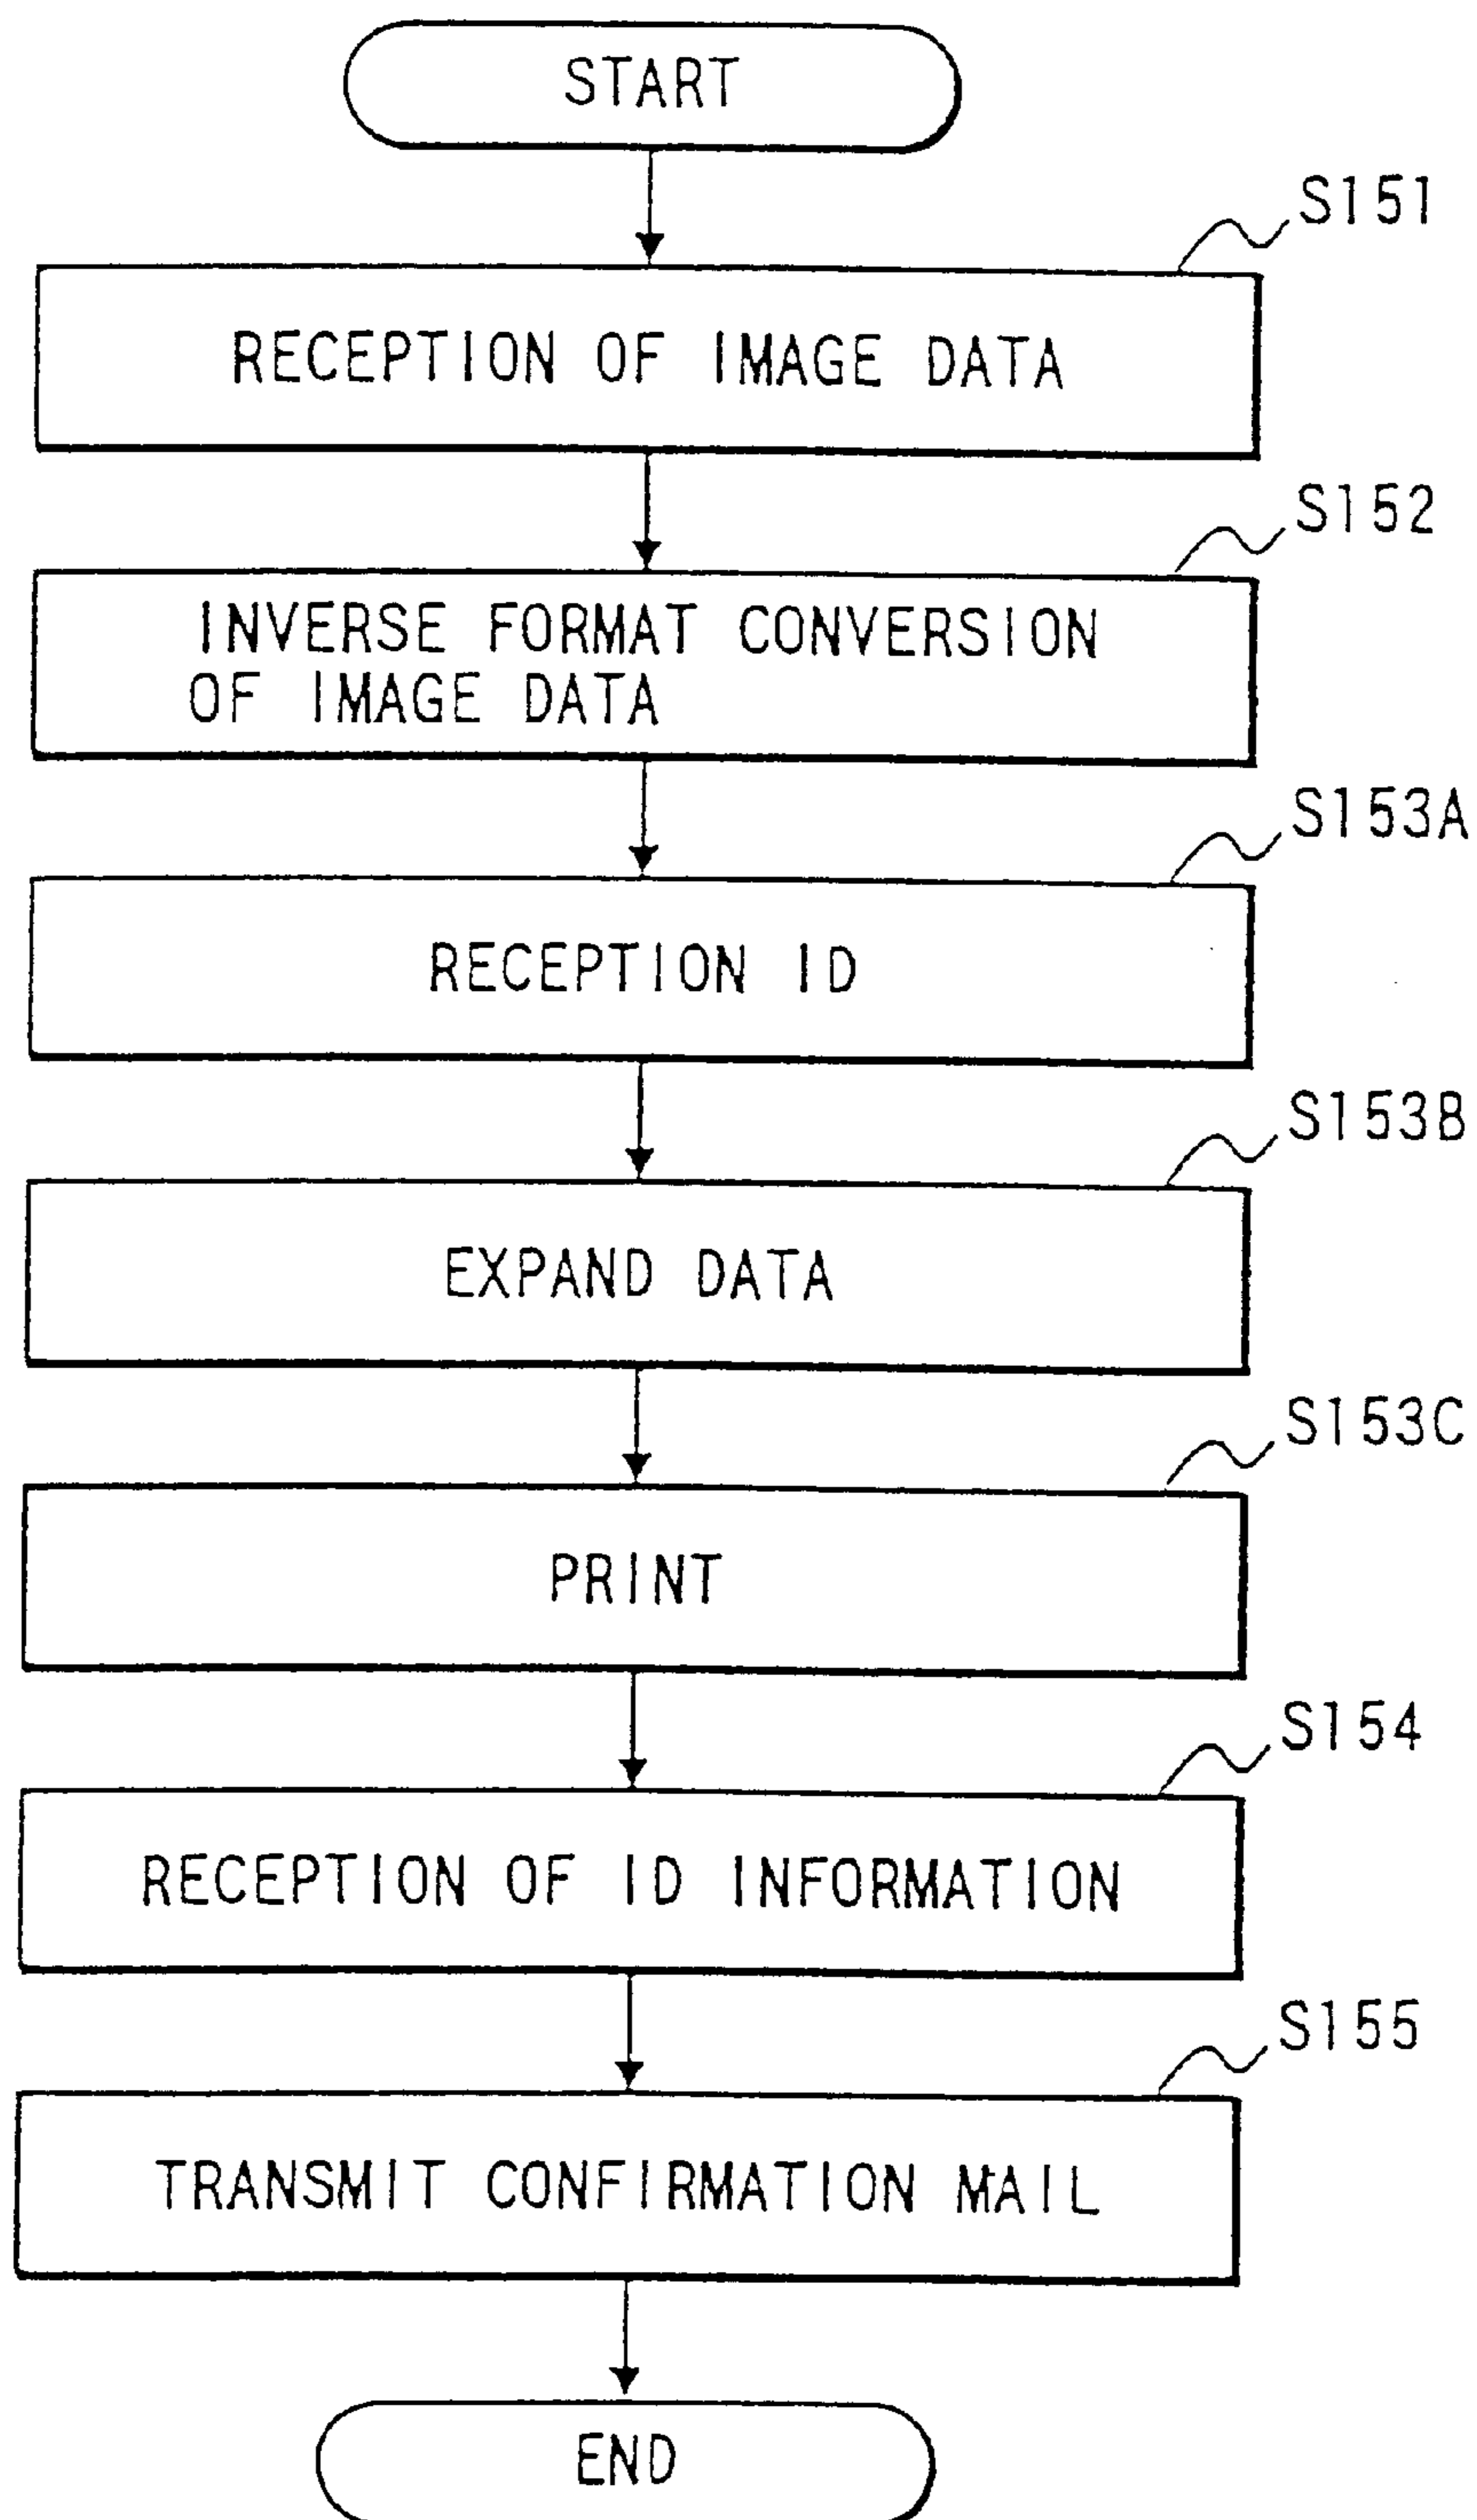 START
S151
RECEPTION OF IMAGE DATA
S152
INVERSE FORMAT CONVERSION
OF IMAGE DATA
S153A
RECEPTION ID
S153B
EXPAND DATA
S153C
PRINT
S154
RECEPTION OF ID INFORMATION
S155
TRANSMIT CONFIRMATION MAIL
END